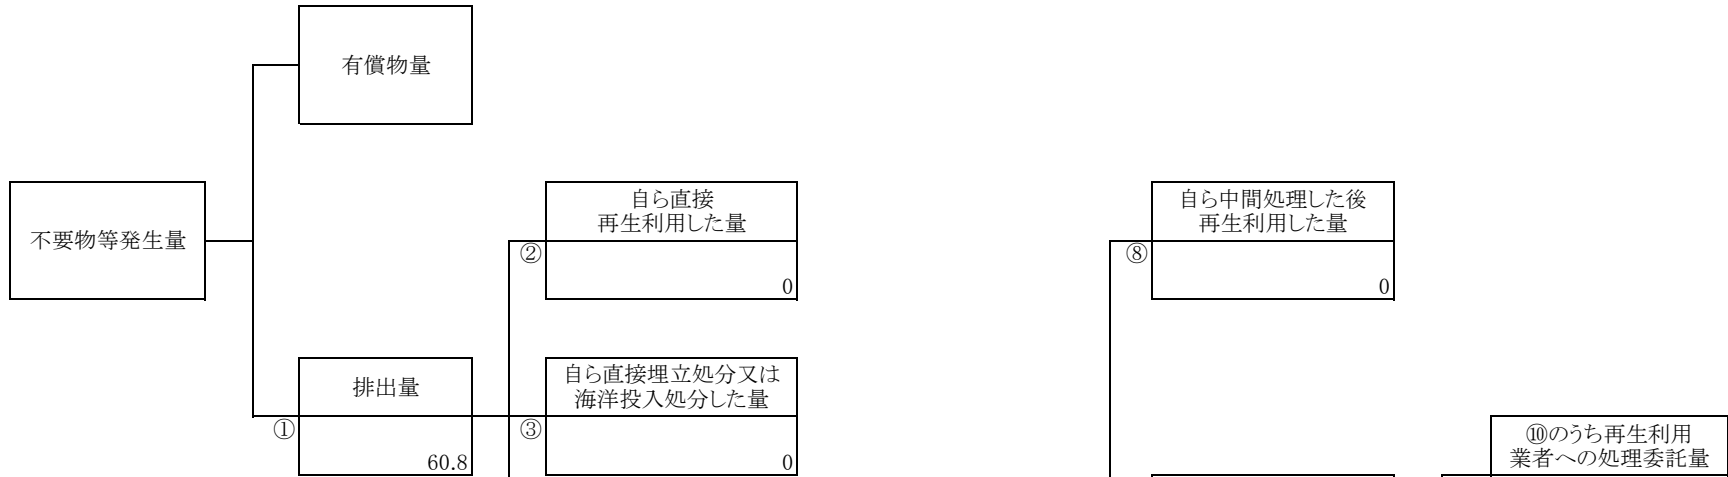 有償物量
不要物等発生量
自ら直接
再生利用した量
②
0
自ら中間処理した後
再生利用した量
⑧
0
排出量
①
60.8
自ら直接埋立処分又は
海洋投入処分した量
③
0
⑩のうち再生利用
業者への処理委託量